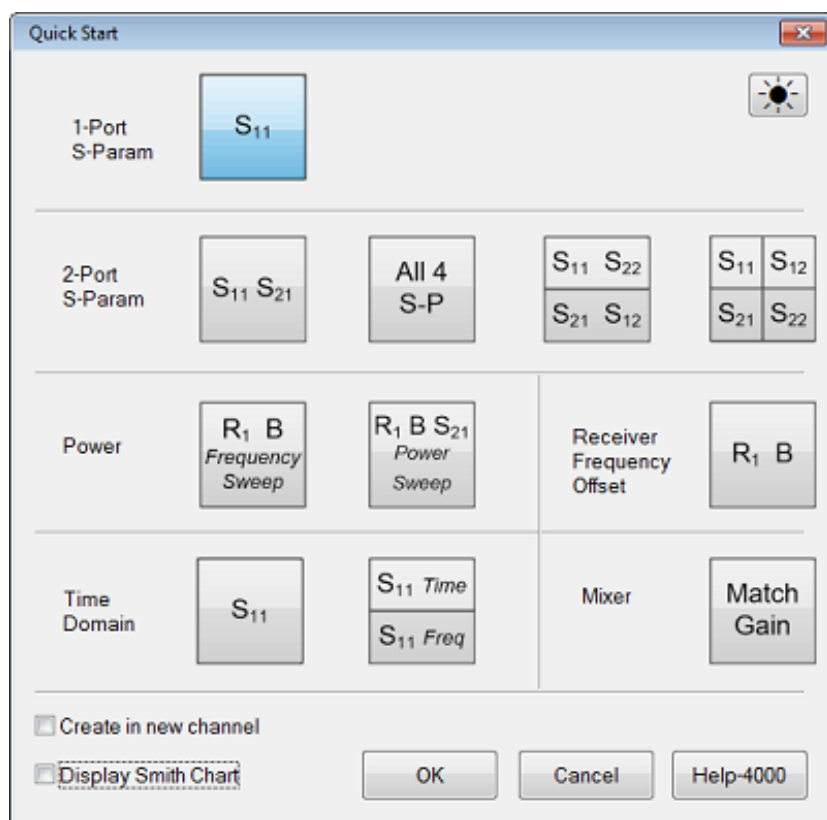 Quick Start
1-Port
S-Param
S₁₁
2-Port
S-Param
S₁₁ S₂₁
All 4
S-P
S₁₁ S₂₂
S₂₁ S₁₂
S₁₁ S₁₂
S₂₁ S₂₂
Power
R₁ B
Frequency
Sweep
R₁ B S₂₁
Power
Sweep
Receiver
Frequency
Offset
R₁ B
Time
Domain
S₁₁
S₁₁ Time
S₁₁ Freq
Mixer
Match
Gain
Create in new channel
Display Smith Chart
OK
Cancel
Help-4000